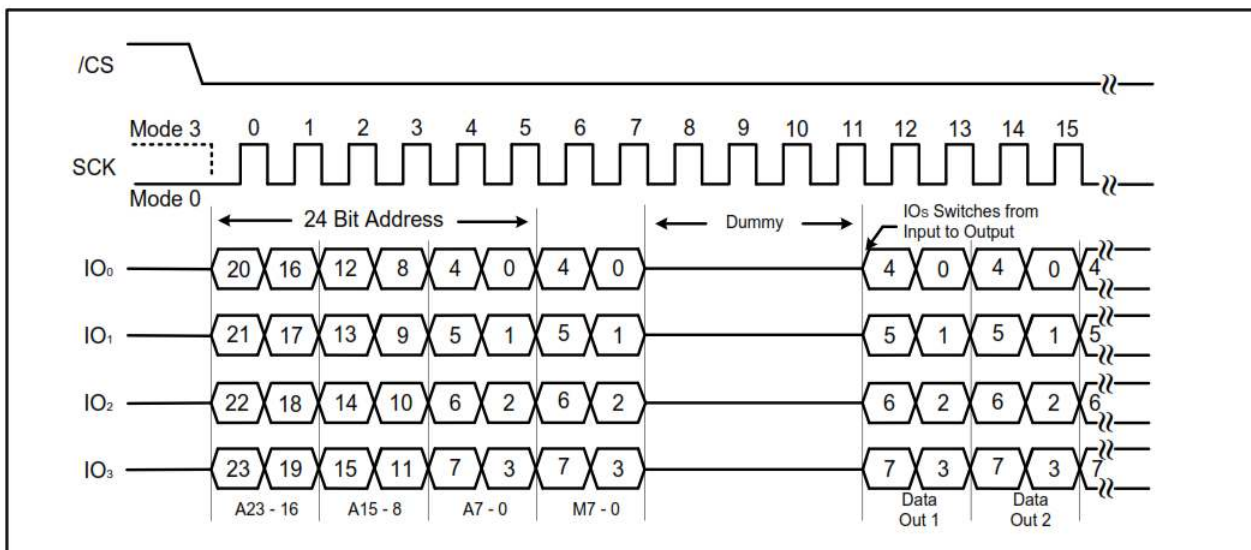 /CS
Mode 3 0 1 2 3 4 5 6 7 8 9 10 11 12 13 14 15
SCK
Mode 0
24 Bit Address Dummy IOs Switches from
Input to Output
IO₀ 20 16 12 8 4 0 4 0 4 0 4 0 4
IO₁ 21 17 13 9 5 1 5 1 5 1 5 1 5
IO₂ 22 18 14 10 6 2 6 2 6 2 6 2 6
IO₃ 23 19 15 11 7 3 7 3 7 3 7 3 7
A23 - 16 A15 - 8 A7 - 0 M7 - 0 Data Data
Out 1 Out 2